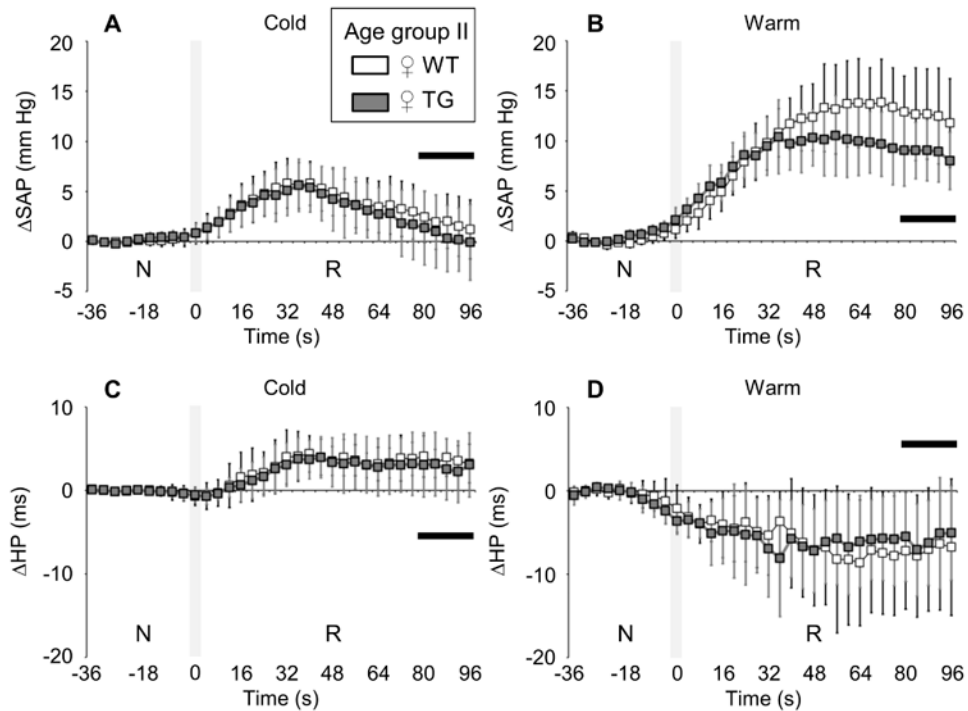 A Cold
Age group II
♀ WT
♀ TG
ΔSAP (mm Hg)
20
15
10
5
0
-5
N R
-36 -18 0 16 32 48 64 80 96
Time (s)
B Warm
ΔSAP (mm Hg)
20
15
10
5
0
-5
N R
-36 -18 0 16 32 48 64 80 96
Time (s)
C Cold
ΔHP (ms)
10
0
-10
-20
N R
-36 -18 0 16 32 48 64 80 96
Time (s)
D Warm
ΔHP (ms)
10
0
-10
-20
N R
-36 -18 0 16 32 48 64 80 96
Time (s)